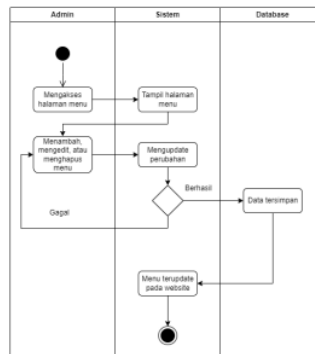 Admin
Sistem
Database
Mengakses
halaman menu
Tampil halaman
menu
Menambah,
mengedit, atau
menghapus
menu
Mengupdate
perubahan
Berhasil
Data tersimpan
Gagal
Menu terupdate
pada website